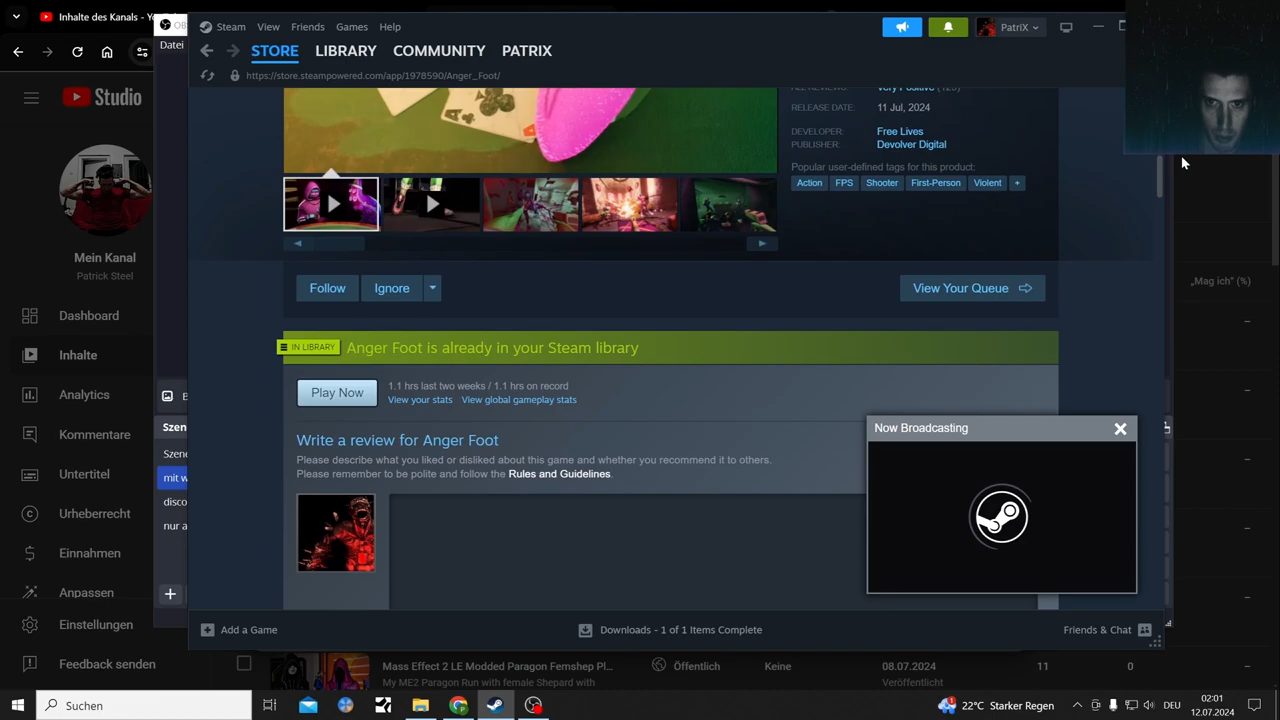 Inhalte des Kanals - Y
OB
Datei
Studio
Mein Kanal
Patrick Steel
Dashboard
Inhalte
Analytics
Kommentare
Untertitel
Urheberrecht
Einnahmen
Anpassen
Einstellungen
Feedback senden
Szen
Szene
mit w
disco
nur a
Steam View Friends Games Help
PatriX
STORE LIBRARY COMMUNITY PATRIX
https://store.steampowered.com/app/1978590/Anger_Foot/
RELEASE DATE: 11 Jul, 2024
DEVELOPER: Free Lives
PUBLISHER: Devolver Digital
Popular user-defined tags for this product:
Action FPS Shooter First-Person Violent +
Follow Ignore View Your Queue
IN LIBRARY Anger Foot is already in your Steam library
Play Now
1.1 hrs last two weeks / 1.1 hrs on record
View your stats View global gameplay stats
Write a review for Anger Foot
Please describe what you liked or disliked about this game and whether you recommend it to others.
Please remember to be polite and follow the Rules and Guidelines.
Now Broadcasting
Add a Game
Downloads - 1 of 1 Items Complete
Friends & Chat
„Mag ich" (%)
Mass Effect 2 LE Modded Paragon Femshep Pl...
My ME2 Paragon Run with female Shepard with
Öffentlich
Keine
08.07.2024
Veröffentlicht
11
0
Suchen
22°C Starker Regen
DEU
02:01
12.07.2024